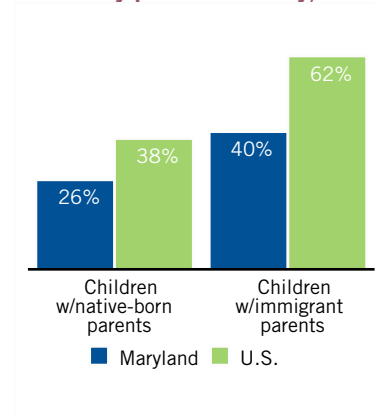 62%
38%
40%
26%
Children
w/native-born
parents
Children
w/immigrant
parents
Maryland U.S.